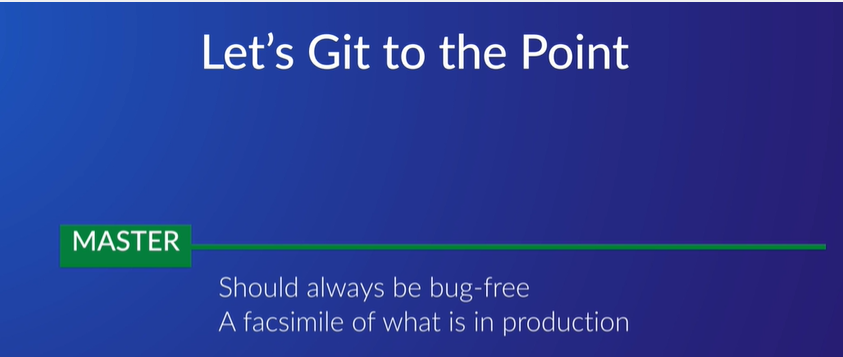 Let’s Git to the Point
MASTER
Should always be bug-free
A facsimile of what is in production